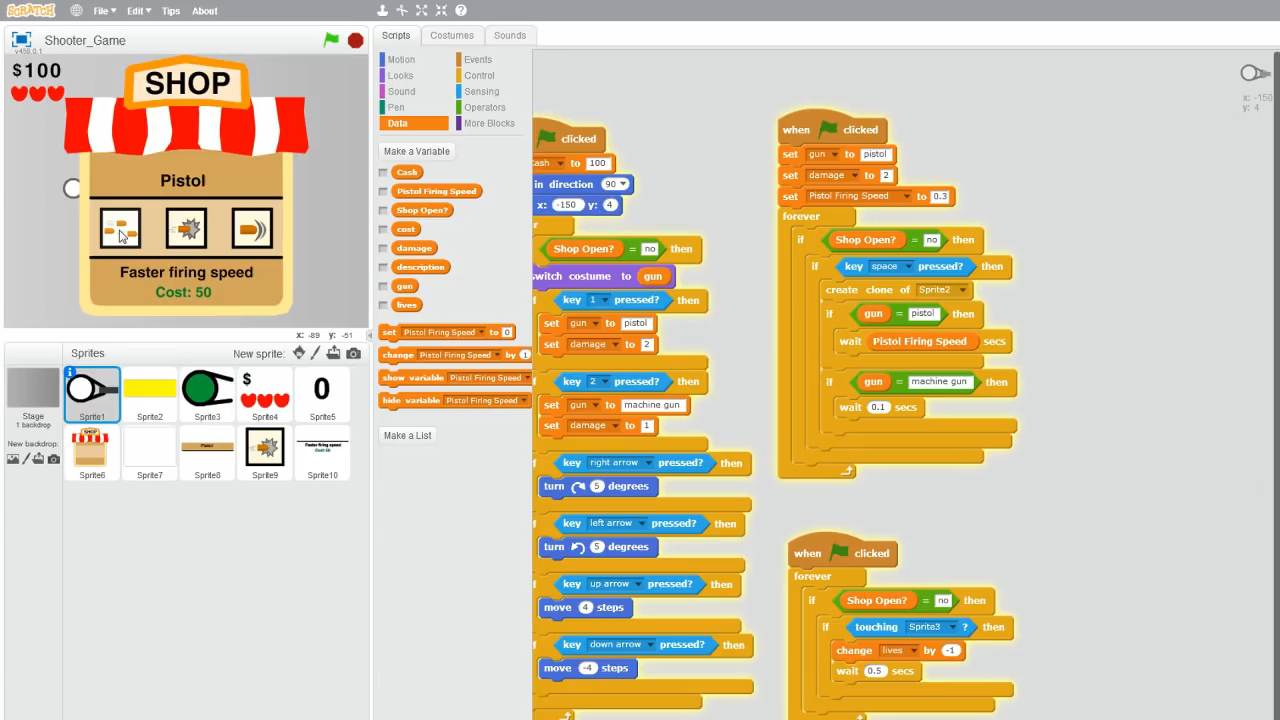 SCRATCH File Edit Tips About
Shooter_Game
v458.0.1
$100
SHOP
Pistol
Faster firing speed
Cost: 50
x: -89 y: -51
Sprites New sprite:
Stage
1 backdrop
New backdrop:
Sprite1 Sprite2 Sprite3 $ Sprite4 0 Sprite5
SHOP Sprite6 Sprite7 Pistol Sprite8 Sprite9 Faster firing speed Cost: 50 Sprite10
Scripts Costumes Sounds
Motion Events
Looks Control
Sound Sensing
Pen Operators
Data More Blocks
Make a Variable
Cash
Pistol Firing Speed
Shop Open?
cost
damage
description
gun
lives
set Pistol Firing Speed to 0
change Pistol Firing Speed by 1
show variable Pistol Firing Speed
hide variable Pistol Firing Speed
Make a List
clicked
Cash to 100
in direction 90
x: -150 y: 4
r
Shop Open? = no then
switch costume to gun
f key 1 pressed? then
set gun to pistol
set damage to 2
f key 2 pressed? then
set gun to machine gun
set damage to 1
f key right arrow pressed? then
turn 5 degrees
f key left arrow pressed? then
turn 5 degrees
f key up arrow pressed? then
move 4 steps
f key down arrow pressed? then
move -4 steps
when clicked
set gun to pistol
set damage to 2
set Pistol Firing Speed to 0.3
forever
if Shop Open? = no then
if key space pressed? then
create clone of Sprite2
if gun = pistol then
wait Pistol Firing Speed secs
if gun = machine gun then
wait 0.1 secs
when clicked
forever
if Shop Open? = no then
if touching Sprite3 ? then
change lives by -1
wait 0.5 secs
x: -150
y: 4